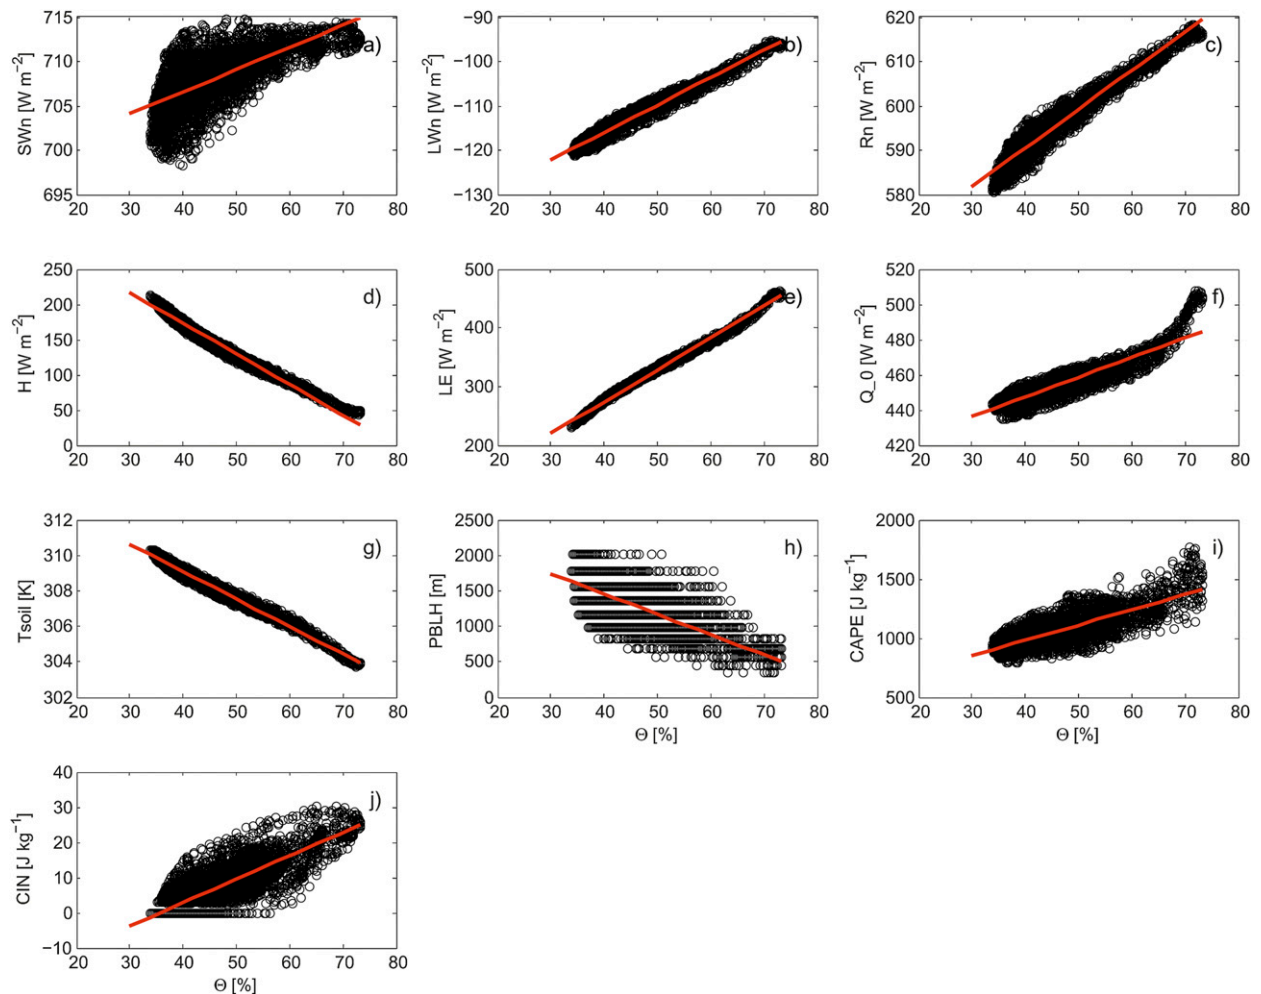 715
710
705
700
695
SWn [W m−2]
20 30 40 50 60 70 80
a)
−90
−100
−110
−120
−130
LWn [W m−2]
20 30 40 50 60 70 80
b)
620
610
600
590
580
Rn [W m−2]
20 30 40 50 60 70 80
c)
250
200
150
100
50
0
H [W m−2]
20 30 40 50 60 70 80
d)
500
400
300
200
LE [W m−2]
20 30 40 50 60 70 80
e)
520
500
480
460
440
420
Q_0 [W m−2]
20 30 40 50 60 70 80
f)
312
310
308
306
304
302
Tsoil [K]
20 30 40 50 60 70 80
g)
2500
2000
1500
1000
500
0
PBLH [m]
20 30 40 50 60 70 80
Θ [%]
h)
2000
1500
1000
500
CAPE [J kg−1]
20 30 40 50 60 70 80
Θ [%]
i)
40
30
20
10
0
−10
CIN [J kg−1]
20 30 40 50 60 70 80
Θ [%]
j)